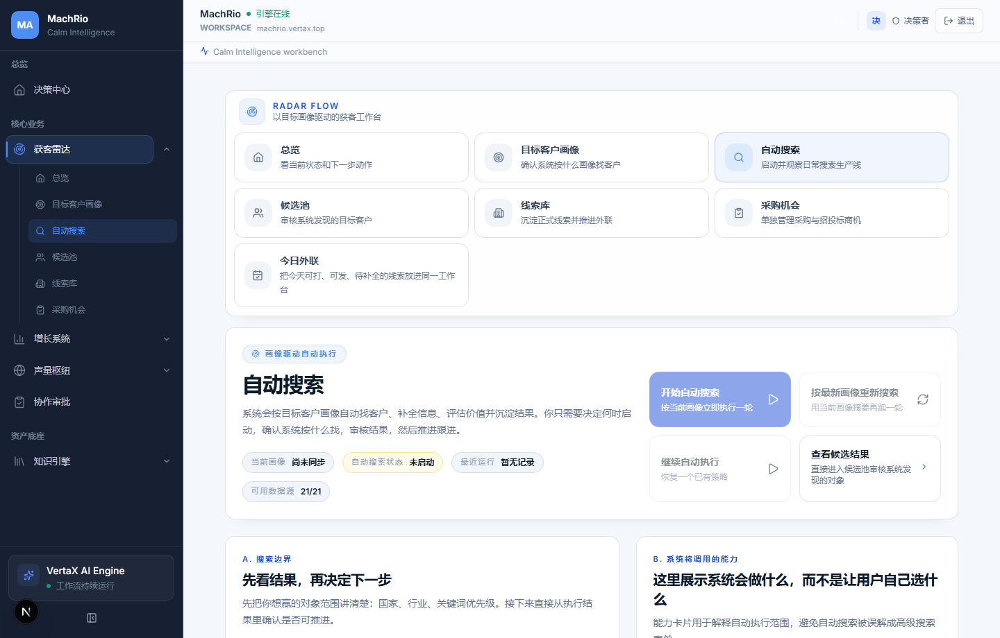 MA
MachRio
Calm Intelligence
总览
决策中心
核心业务
获客雷达
总览
目标客户画像
自动搜索
候选池
线索库
采购机会
增长系统
声量枢纽
协作审批
资产底座
知识引擎
VertaX AI Engine
工作流持续运行
N
MachRio
引擎在线
WORKSPACE machrio.vertax.top
决
决策者
退出
Calm Intelligence workbench
RADAR FLOW
以目标画像驱动的获客工作台
总览
看当前状态和下一步动作
目标客户画像
确认系统按什么画像找客户
自动搜索
启动并观察日常搜索生产线
候选池
审核系统发现的目标客户
线索库
沉淀正式线索并推进外联
采购机会
单独管理采购与招投标商机
今日外联
把今天可打、可发、待补全的线索放进同一工作
台
画像驱动自动执行
自动搜索
系统会按目标客户画像自动找客户、补全信息、评估价值并沉淀结果。你只需要决定何时启
动，确认系统按什么找，审核结果，然后推进跟进。
当前画像 尚未同步
自动搜索状态 未启动
最近运行 暂无记录
可用数据源 21/21
开始自动搜索
按当前画像立即执行一轮
按最新画像重新搜索
用当前画像摘要再跑一轮
继续自动执行
恢复一个已有策略
查看候选结果
直接进入候选池审核系统发
现的对象
A. 搜索边界
先看结果，再决定下一步
先把你想赢的对象范围讲清楚：国家、行业、关键词优先级。接下来直接从执行结
果里确认是否可推进。
B. 系统将调用的能力
这里展示系统会做什么，而不是让用户自己选什
么
能力卡片用于解释自动执行范围，避免自动搜索被误解成高级搜索